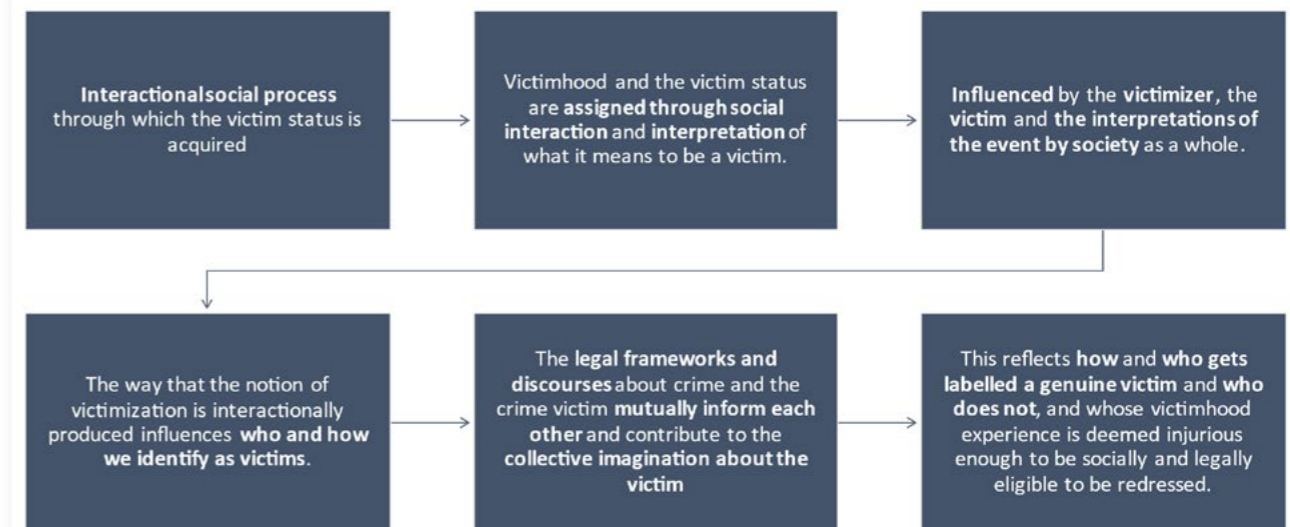 Interactional social process
through which the victim status is
acquired
Victimhood and the victim status
are assigned through social
interaction and interpretation of
what it means to be a victim.
Influenced by the victimizer, the
victim and the interpretations of
the event by society as a whole.
The way that the notion of
victimization is interactionally
produced influences who and how
we identify as victims.
The legal frameworks and
discourses about crime and the
crime victim mutually inform each
other and contribute to the
collective imagination about the
victim
This reflects how and who gets
labelled a genuine victim and who
does not, and whose victimhood
experience is deemed injurious
enough to be socially and legally
eligible to be redressed.